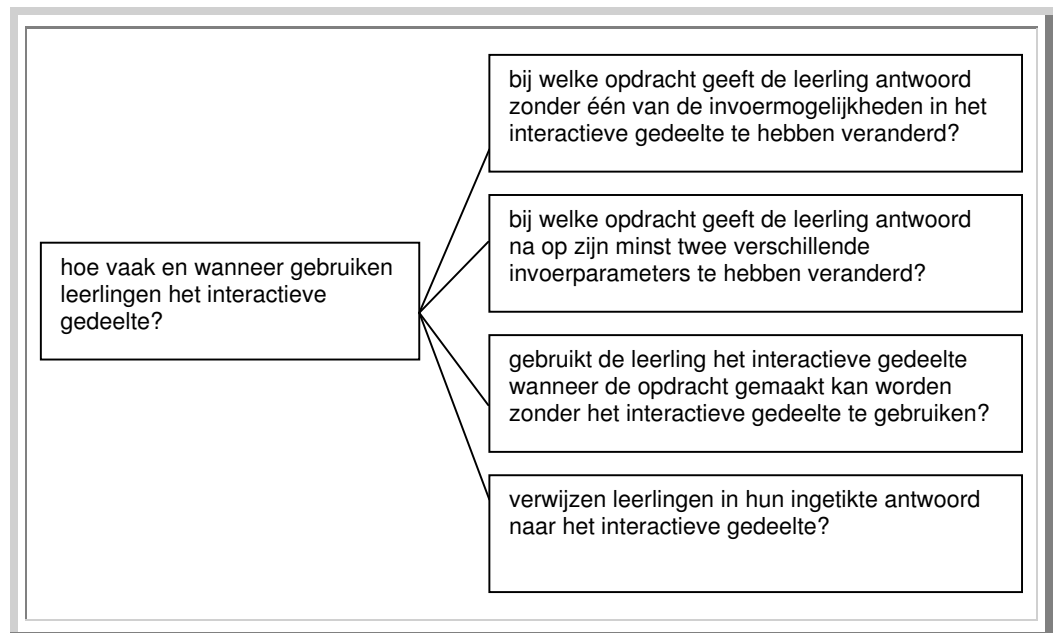 hoe vaak en wanneer gebruiken
leerlingen het interactieve
gedeelte?
bij welke opdracht geeft de leerling antwoord
zonder één van de invoermogelijkheden in het
interactieve gedeelte te hebben veranderd?
bij welke opdracht geeft de leerling antwoord
na op zijn minst twee verschillende
invoerparameters te hebben veranderd?
gebruikt de leerling het interactieve gedeelte
wanneer de opdracht gemaakt kan worden
zonder het interactieve gedeelte te gebruiken?
verwijzen leerlingen in hun ingetikte antwoord
naar het interactieve gedeelte?